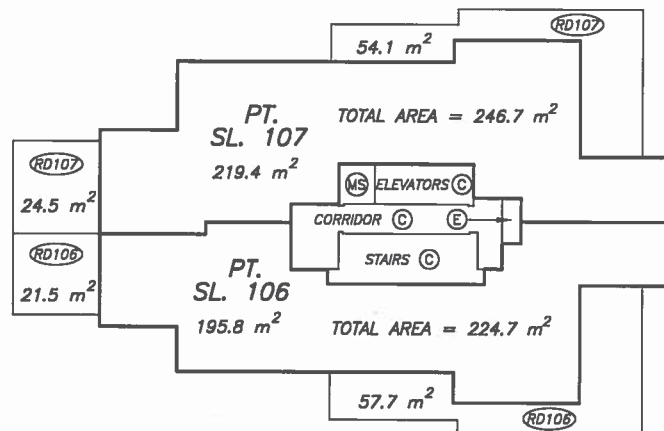 RD107
54.1 m²
PT.
SL. 107
219.4 m²
TOTAL AREA = 246.7 m²
RD107
24.5 m²
MS ELEVATORS C
CORRIDOR C E
STAIRS C
RD106
21.5 m²
PT.
SL. 106
195.8 m²
TOTAL AREA = 224.7 m²
57.7 m²
RD106